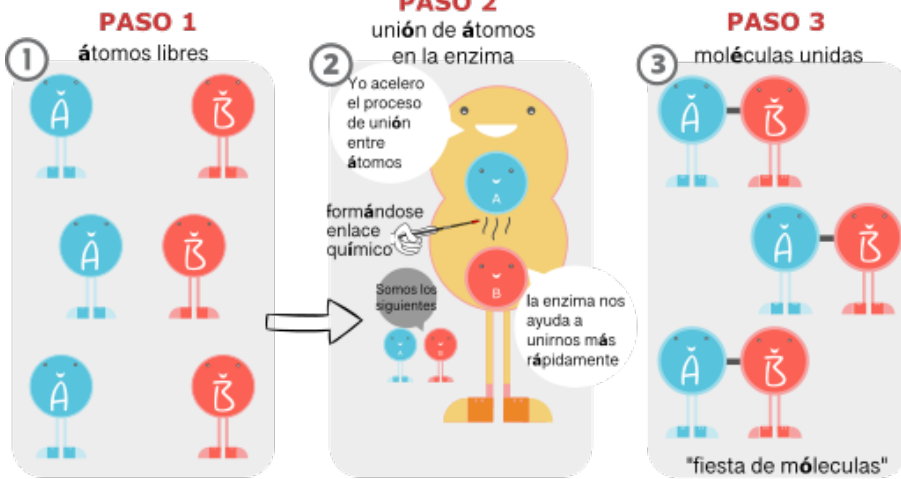 PASO 1
átomos libres
1
Ă
B̆
Ă
B̆
Ă
B̆
PASO 2
unión de átomos
en la enzima
2
Yo acelero
el proceso
de unión
entre
átomos
A
formándose
enlace
químico
B
Somos los
siguientes
A
B
la enzima nos
ayuda a
unirnos más
rápidamente
PASO 3
moléculas unidas
3
Ă
B̆
Ă
B̆
Ă
B̆
"fiesta de móleculas"